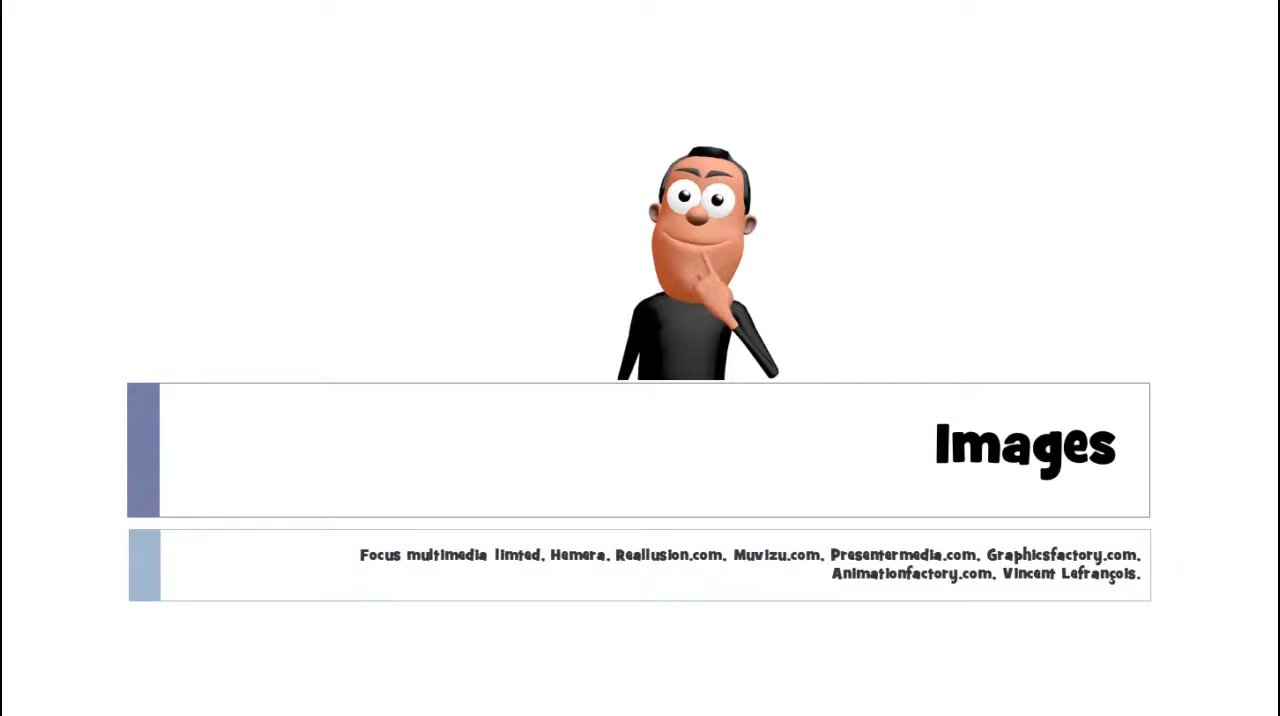 Images
Focus multimedia limted, Hemera, Reallusion.com, Muvizu.com, Presentermedia.com, Graphicsfactory.com,
Animationfactory.com, Vincent Lefrançois.